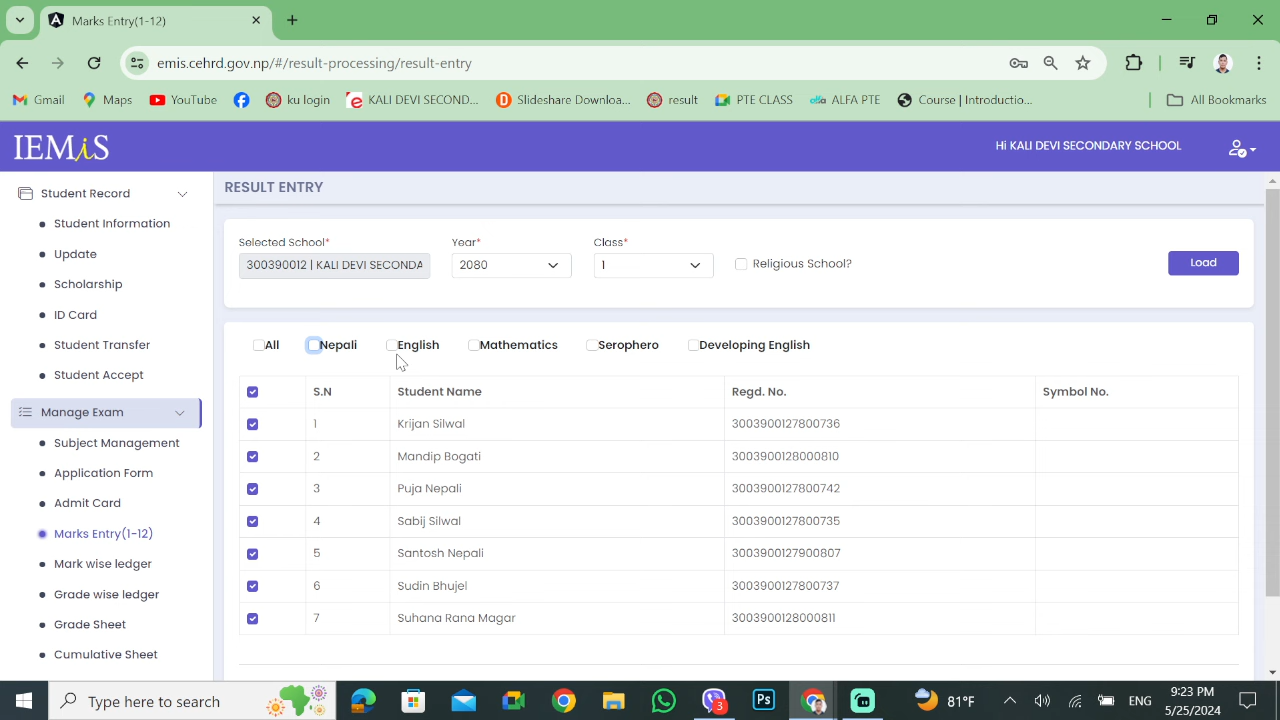 Marks Entry(1-12)
emis.cehrd.gov.np/#/result-processing/result-entry
Gmail Maps YouTube ku login KALI DEVI SECOND... Slideshare Downloa... result PTE CLASS alfa ALFA PTE Course | Introductio... All Bookmarks
IEMiS
Hi KALI DEVI SECONDARY SCHOOL
Student Record
Student Information
Update
Scholarship
ID Card
Student Transfer
Student Accept
Manage Exam
Subject Management
Application Form
Admit Card
Marks Entry(1-12)
Mark wise ledger
Grade wise ledger
Grade Sheet
Cumulative Sheet
RESULT ENTRY
Selected School* Year* Class*
300390012 | KALI DEVI SECONDA 2080 1 Religious School? Load
All Nepali English Mathematics Serophero Developing English
S.N Student Name Regd. No. Symbol No.
1 Krijan Silwal 3003900127800736
2 Mandip Bogati 3003900128000810
3 Puja Nepali 3003900127800742
4 Sabij Silwal 3003900127800735
5 Santosh Nepali 3003900127900807
6 Sudin Bhujel 3003900127800737
7 Suhana Rana Magar 3003900128000811
Type here to search 3 Ps 81°F ENG 9:23 PM
5/25/2024